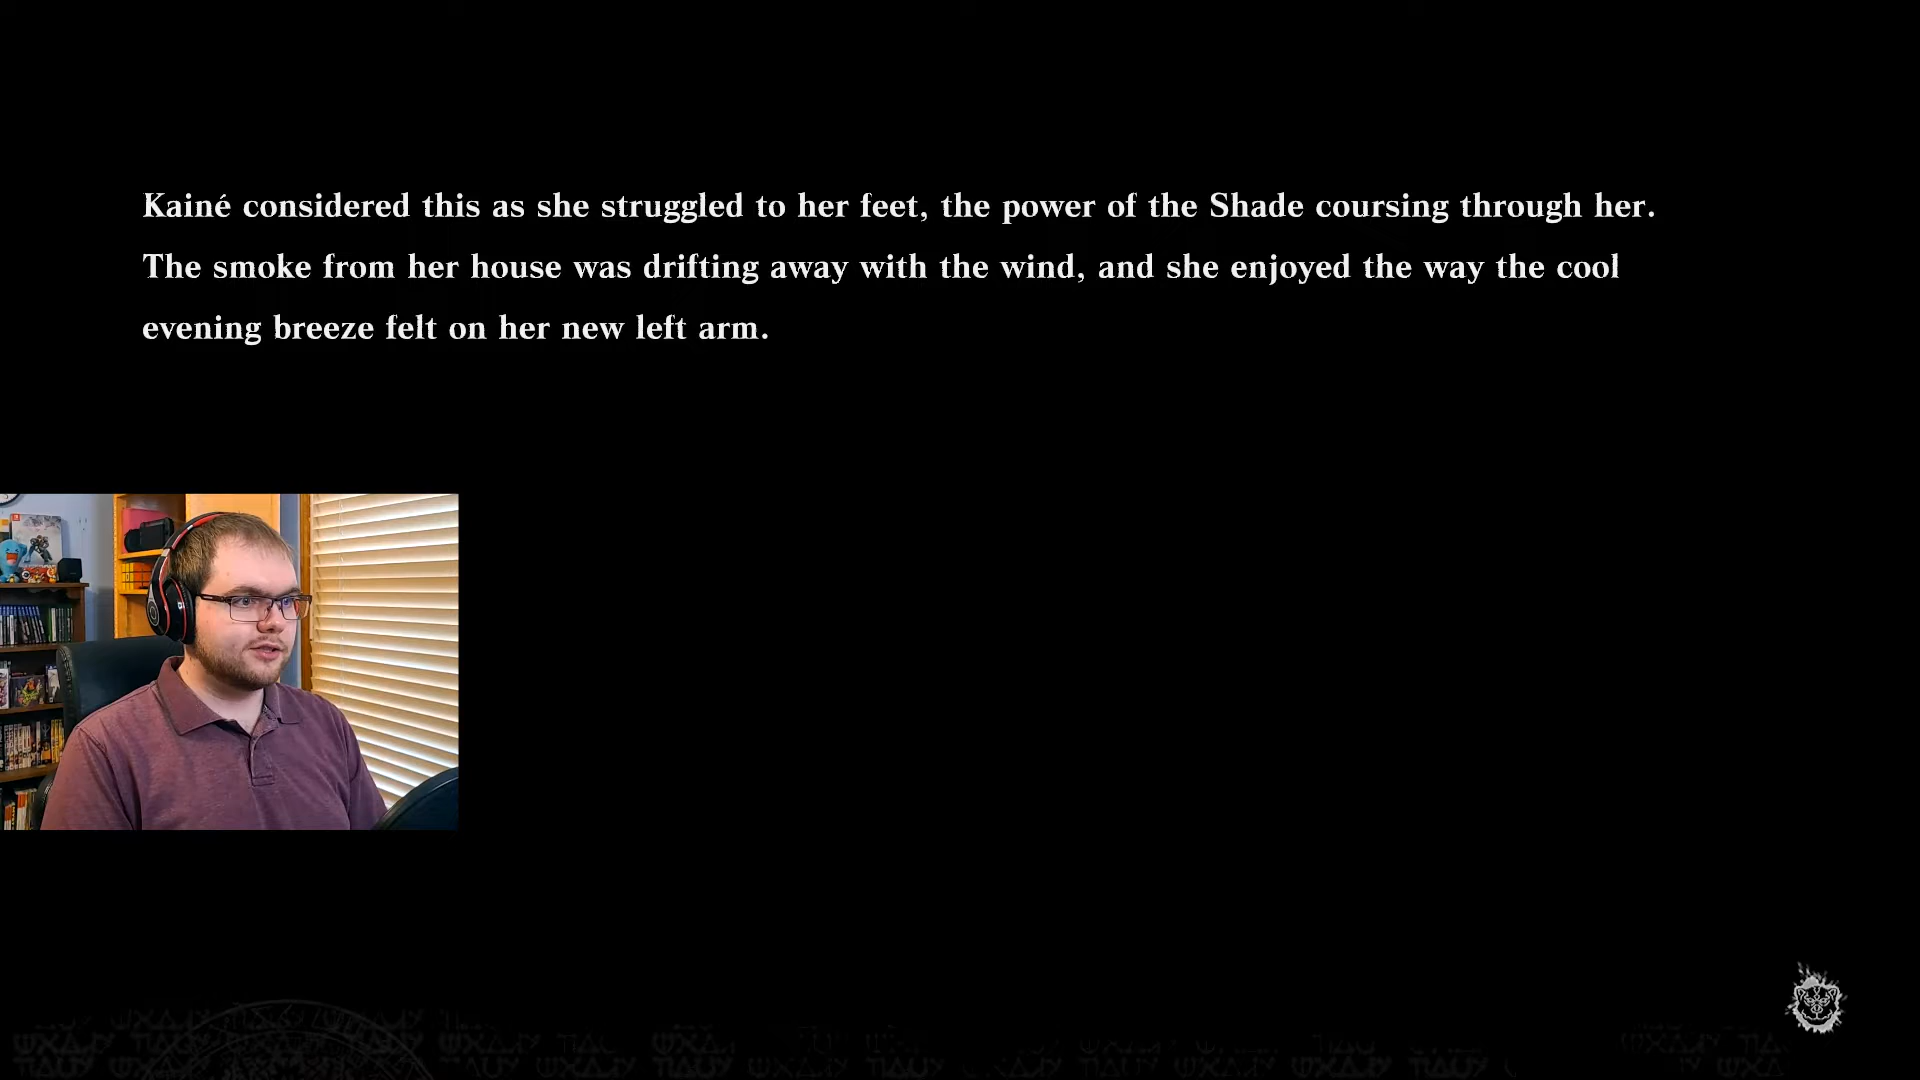 Kainé considered this as she struggled to her feet, the power of the Shade coursing through her.
The smoke from her house was drifting away with the wind, and she enjoyed the way the cool
evening breeze felt on her new left arm.